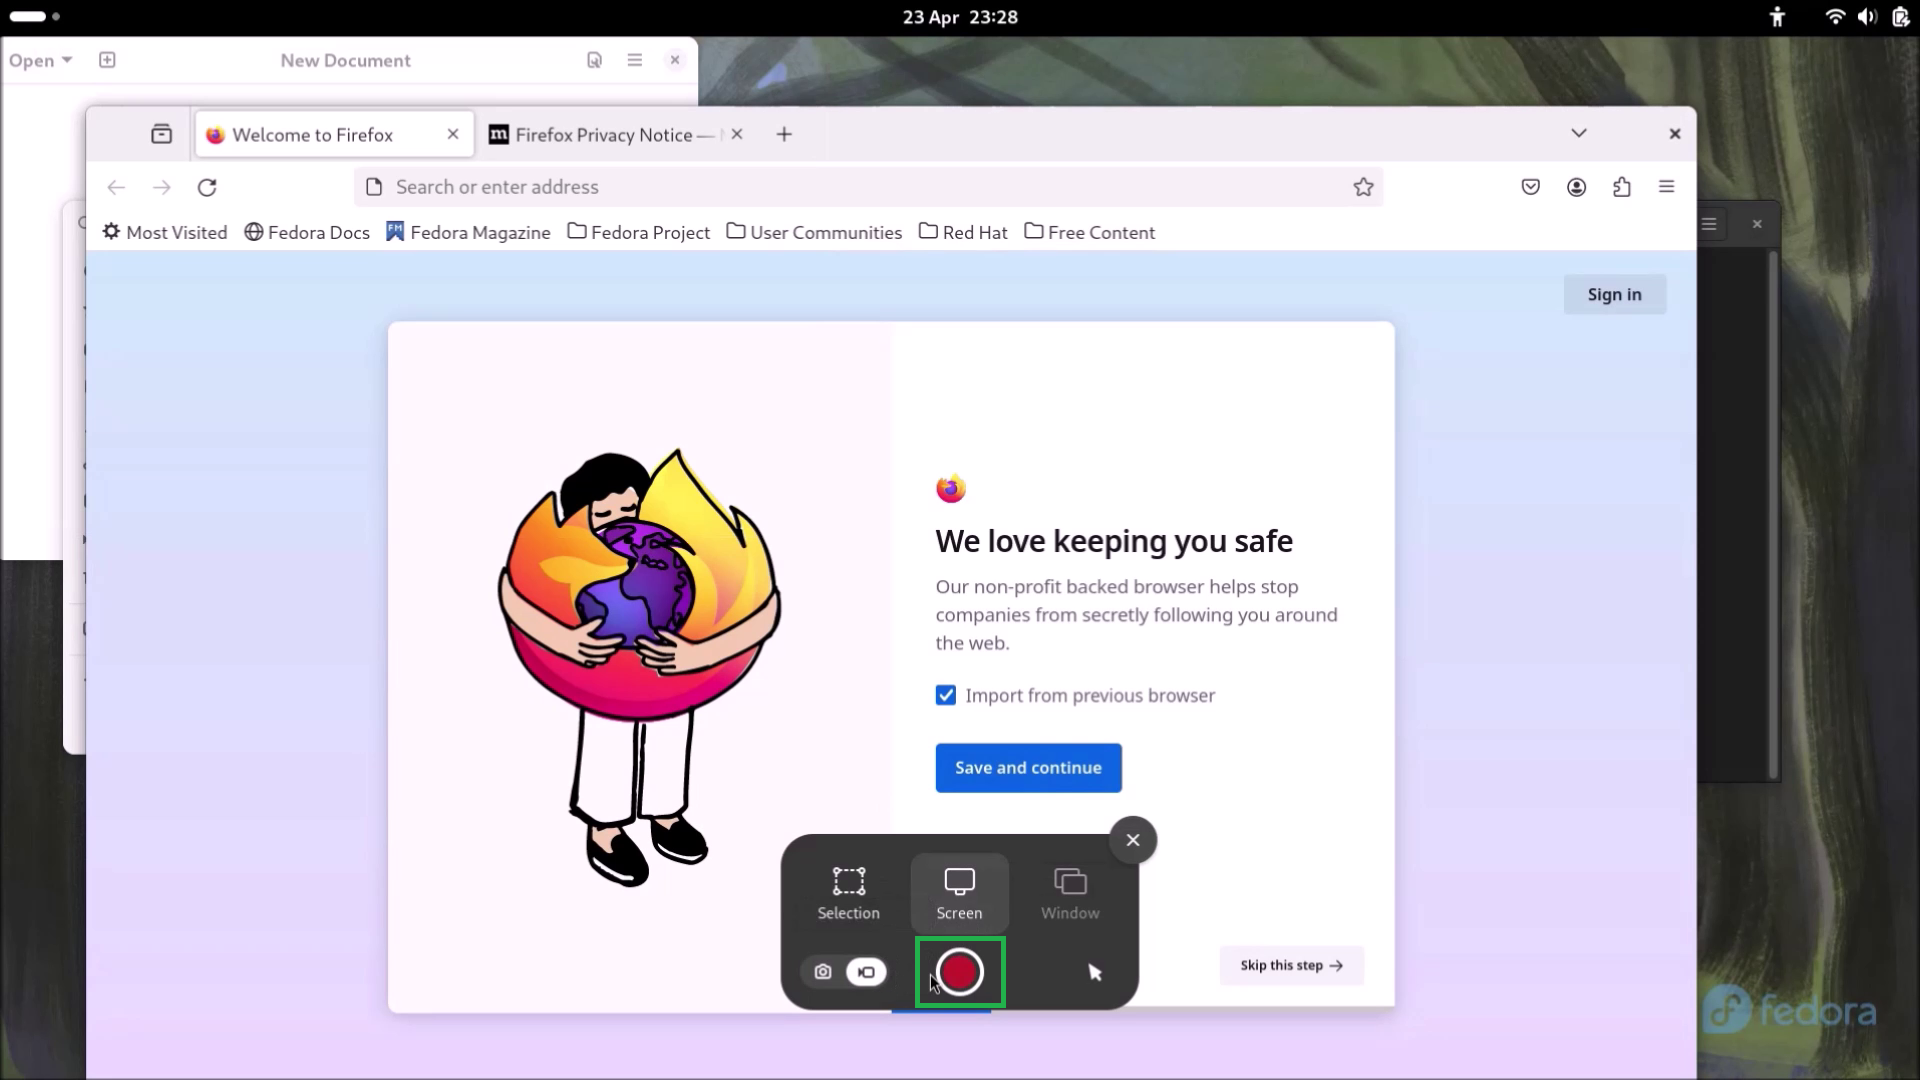 23 Apr 23:28
Open
New Document
Welcome to Firefox
Firefox Privacy Notice —
Search or enter address
Most Visited
Fedora Docs
Fedora Magazine
Fedora Project
User Communities
Red Hat
Free Content
Sign in
We love keeping you safe
Our non-profit backed browser helps stop
companies from secretly following you around
the web.
Import from previous browser
Save and continue
Selection
Screen
Window
Skip this step →
fedora